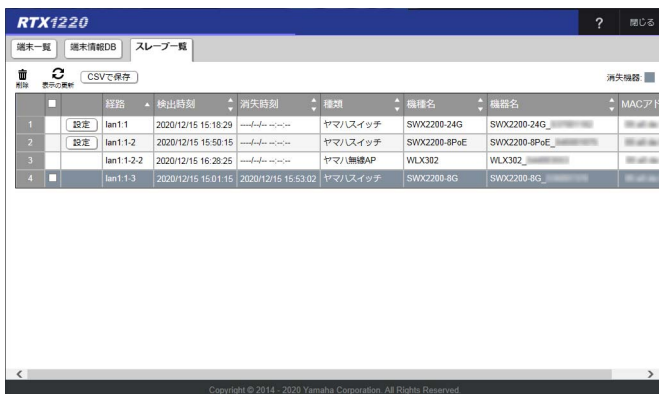 RTX1220 ? 閉じる
端末一覧 端末情報DB スレーブ一覧
削除 表示の更新 CSVで保存 消失機器:
経路 検出時刻 消失時刻 種類 機種名 機器名 MACアド
1 設定 lan1:1 2020/12/15 15:18:29 ----/--/-- --:--:-- ヤマハスイッチ SWX2200-24G SWX2200-24G_
2 設定 lan1:1-2 2020/12/15 15:50:15 ----/--/-- --:--:-- ヤマハスイッチ SWX2200-8PoE SWX2200-8PoE_
3 lan1:1-2-2 2020/12/15 16:28:25 ----/--/-- --:--:-- ヤマハ無線AP WLX302 WLX302_
4 lan1:1-3 2020/12/15 15:01:15 2020/12/15 15:53:02 ヤマハスイッチ SWX2200-8G SWX2200-8G_
Copyright © 2014 - 2020 Yamaha Corporation. All Rights Reserved.